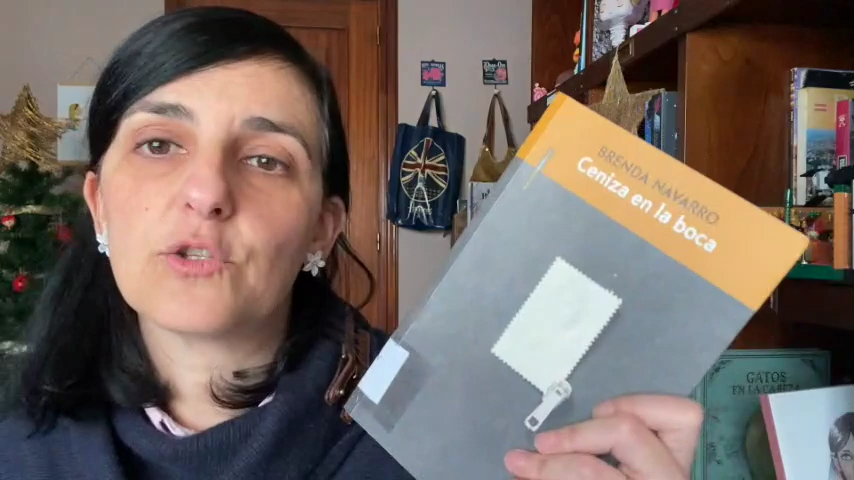 BRENDA NAVARRO
Ceniza en la boca
GATOS
EN LA CABEZA